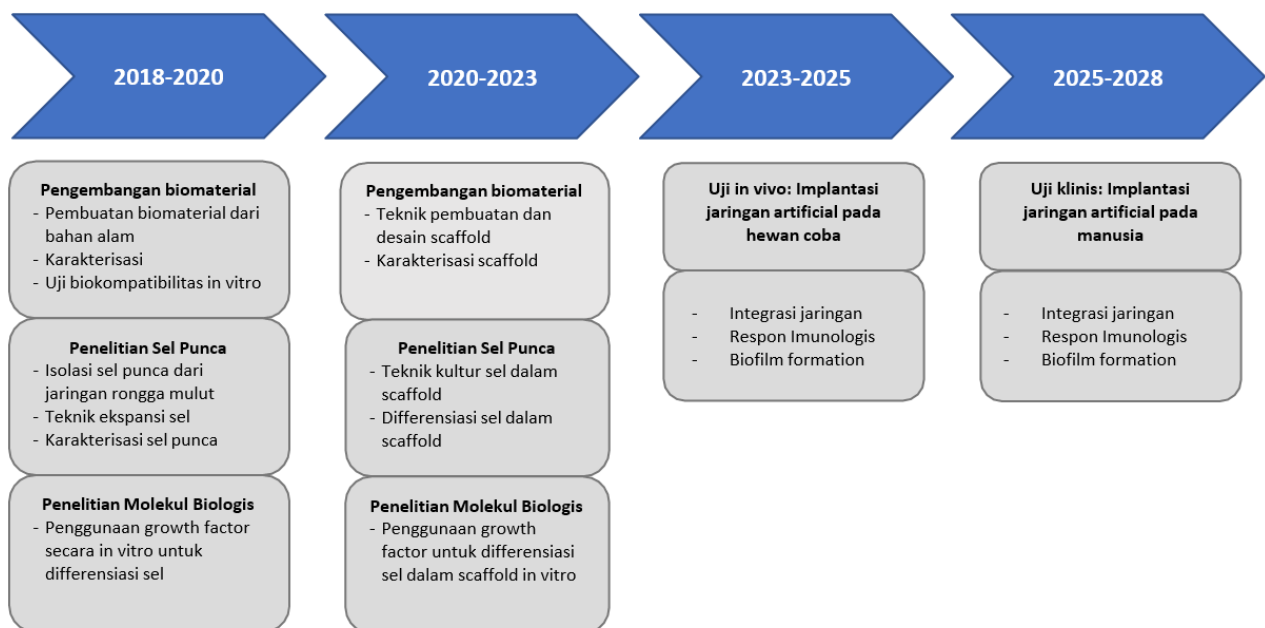 2018-2020
2020-2023
2023-2025
2025-2028
Pengembangan biomaterial
- Pembuatan biomaterial dari
bahan alam
- Karakterisasi
- Uji biokompatibilitas in vitro
Penelitian Sel Punca
- Isolasi sel punca dari
jaringan rongga mulut
- Teknik ekspansi sel
- Karakterisasi sel punca
Penelitian Molekul Biologis
- Penggunaan growth factor
secara in vitro untuk
differensiasi sel
Pengembangan biomaterial
- Teknik pembuatan dan
desain scaffold
- Karakterisasi scaffold
Penelitian Sel Punca
- Teknik kultur sel dalam
scaffold
- Differensiasi sel dalam
scaffold
Penelitian Molekul Biologis
- Penggunaan growth
factor untuk differensiasi
sel dalam scaffold in vitro
Uji in vivo: Implantasi
jaringan artificial pada
hewan coba
- Integrasi jaringan
- Respon Imunologis
- Biofilm formation
Uji klinis: Implantasi
jaringan artificial pada
manusia
- Integrasi jaringan
- Respon Imunologis
- Biofilm formation